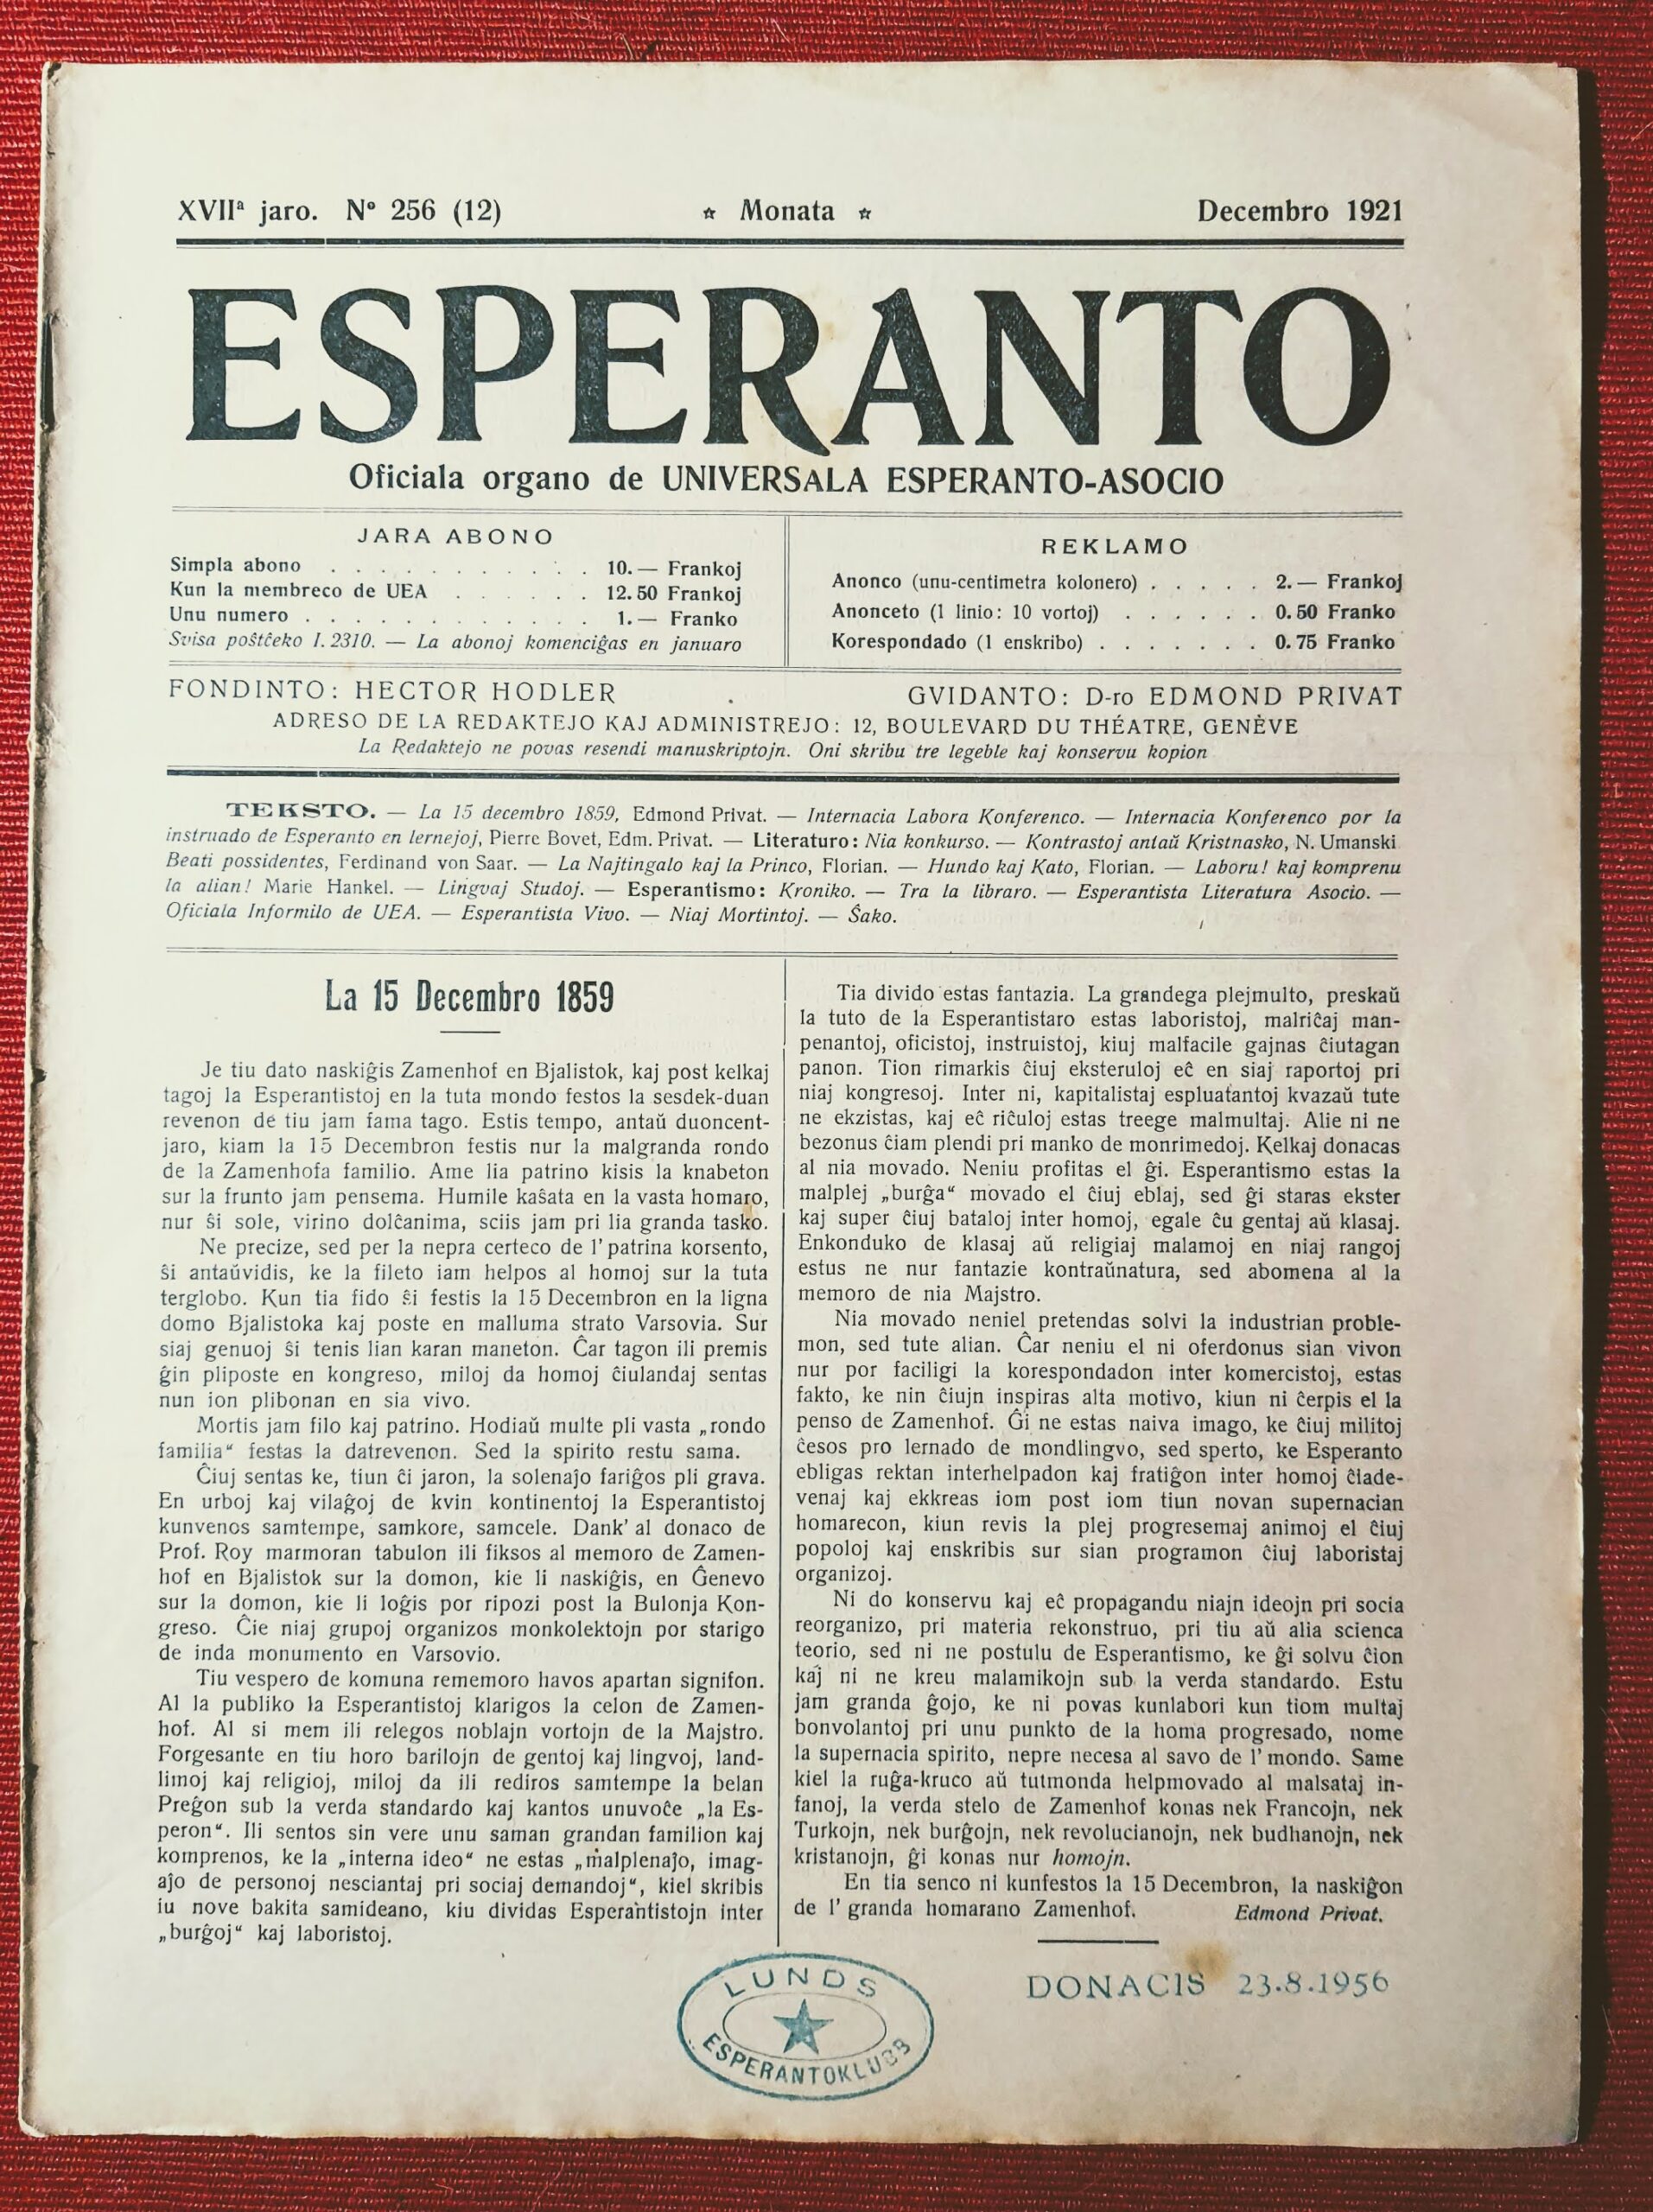 XVIIª jaro. Nº 256 (12)
☆ Monata ☆
Decembro 1921
ESPERANTO
Oficiala organo de UNIVERSALA ESPERANTO-ASOCIO
JARA ABONO
Simpla abono . . . . . . . . . . . . 10.— Frankoj
Kun la membreco de UEA . . . . . . 12.50 Frankoj
Unu numero . . . . . . . . . . . . . 1.— Franko
Svisa poŝtĉeko I. 2310. — La abonoj komenciĝas en januaro
REKLAMO
Anonco (unu-centimetra kolonero) . . . . . 2.— Frankoj
Anonceto (1 linio: 10 vortoj) . . . . . . 0.50 Franko
Korespondado (1 enskribo) . . . . . . . 0.75 Franko
FONDINTO: HECTOR HODLER
GVIDANTO: D-ro EDMOND PRIVAT
ADRESO DE LA REDAKTEJO KAJ ADMINISTREJO: 12, BOULEVARD DU THÉATRE, GENÈVE
La Redaktejo ne povas resendi manuskriptojn. Oni skribu tre legeble kaj konservu kopion
TEKSTO. — La 15 decembro 1859, Edmond Privat. — Internacia Labora Konferenco. — Internacia Konferenco por la
instruado de Esperanto en lernejoj, Pierre Bovet, Edm. Privat. — Literaturo: Nia konkurso. — Kontrastoj antaŭ Kristnasko, N. Umanski
Beati possidentes, Ferdinand von Saar. — La Najtingalo kaj la Princo, Florian. — Hundo kaj Kato, Florian. — Laboru! kaj komprenu
la alian! Marie Hankel. — Lingvaj Studoj. — Esperantismo: Kroniko. — Tra la libraro. — Esperantista Literatura Asocio. —
Oficiala Informilo de UEA. — Esperantista Vivo. — Niaj Mortintoj. — Ŝako.
La 15 Decembro 1859
Je tiu dato naskiĝis Zamenhof en Bjalistok, kaj post kelkaj
tagoj la Esperantistoj en la tuta mondo festos la sesdek-duan
revenon de tiu jam fama tago. Estis tempo, antaŭ duoncent-
jaro, kiam la 15 Decembron festis nur la malgranda rondo
de la Zamenhofa familio. Ame lia patrino kisis la knabeton
sur la frunto jam pensema. Humile kaŝata en la vasta homaro,
nur ŝi sole, virino dolĉanima, sciis jam pri lia granda tasko.
Ne precize, sed per la nepra certeco de l' patrina korsento,
ŝi antaŭvidis, ke la fileto iam helpos al homoj sur la tuta
terglobo. Kun tia fido ŝi festis la 15 Decembron en la ligna
domo Bjalistoka kaj poste en malluma strato Varsovia. Sur
siaj genuoj ŝi tenis lian karan maneton. Ĉar tagon ili premis
ĝin pliposte en kongreso, miloj da homoj ĉiulandaj sentas
nun ion plibonan en sia vivo.
Mortis jam filo kaj patrino. Hodiaŭ multe pli vasta „rondo
familia“ festas la datrevenon. Sed la spirito restu sama.
Ĉiuj sentas ke, tiun ĉi jaron, la solenaĵo fariĝos pli grava.
En urboj kaj vilaĝoj de kvin kontinentoj la Esperantistoj
kunvenos samtempe, samkore, samcele. Dank' al donaco de
Prof. Roy marmoran tabulon ili fiksos al memoro de Zamen-
hof en Bjalistok sur la domon, kie li naskiĝis, en Ĝenevo
sur la domon, kie li loĝis por ripozi post la Bulonja Kon-
greso. Ĉie niaj grupoj organizos monkolektojn por starigo
de inda monumento en Varsovio.
Tiu vespero de komuna rememoro havos apartan signifon.
Al la publiko la Esperantistoj klarigos la celon de Zamen-
hof. Al si mem ili relegos noblajn vortojn de la Majstro.
Forgesante en tiu horo barilojn de gentoj kaj lingvoj, land-
limoj kaj religioj, miloj da ili rediros samtempe la belan
Preĝon sub la verda standardo kaj kantos unuvoĉe „la Es-
peron“. Ili sentos sin vere unu saman grandan familion kaj
komprenos, ke la „interna ideo“ ne estas „malplenaĵo, imag-
aĵo de personoj nesciantaj pri sociaj demandoj“, kiel skribis
iu nove bakita samideano, kiu dividas Esperantistojn inter
„burĝoj“ kaj laboristoj.
Tia divido estas fantazia. La grandega plejmulto, preskaŭ
la tuto de la Esperantistaro estas laboristoj, malriĉaj man-
penantoj, oficistoj, instruistoj, kiuj malfacile gajnas ĉiutagan
panon. Tion rimarkis ĉiuj eksteruloj eĉ en siaj raportoj pri
niaj kongresoj. Inter ni, kapitalistaj espluatantoj kvazaŭ tute
ne ekzistas, kaj eĉ riĉuloj estas treege malmultaj. Alie ni ne
bezonus ĉiam plendi pri manko de monrimedoj. Kelkaj donacas
al nia movado. Neniu profitas el ĝi. Esperantismo estas la
malplej „burĝa“ movado el ĉiuj eblaj, sed ĝi staras ekster
kaj super ĉiuj bataloj inter homoj, egale ĉu gentaj aŭ klasaj.
Enkonduko de klasaj aŭ religiaj malamoj en niaj rangoj
estus ne nur fantazie kontraŭnatura, sed abomena al la
memoro de nia Majstro.
Nia movado neniel pretendas solvi la industrian proble-
mon, sed tute alian. Ĉar neniu el ni oferdonus sian vivon
nur por faciligi la korespondadon inter komercistoj, estas
fakto, ke nin ĉiujn inspiras alta motivo, kiun ni ĉerpis el la
penso de Zamenhof. Ĝi ne estas naiva imago, ke ĉiuj militoj
ĉesos pro lernado de mondlingvo, sed sperto, ke Esperanto
ebligas rektan interhelpadon kaj fratiĝon inter homoj ĉiade-
venaj kaj ekkreas iom post iom tiun novan supernacian
homarecon, kiun revis la plej progresemaj animoj el ĉiuj
popoloj kaj enskribis sur sian programon ĉiuj laboristaj
organizoj.
Ni do konservu kaj eĉ propagandu niajn ideojn pri socia
reorganizo, pri materia rekonstruo, pri tiu aŭ alia scienca
teorio, sed ni ne postulu de Esperantismo, ke ĝi solvu ĉion
kaj ni ne kreu malamikojn sub la verda standardo. Estu
jam granda ĝojo, ke ni povas kunlabori kun tiom multaj
bonvolantoj pri unu punkto de la homa progresado, nome
la supernacia spirito, nepre necesa al savo de l' mondo. Same
kiel la ruĝa-kruco aŭ tutmonda helpmovado al malsataj in-
fanoj, la verda stelo de Zamenhof konas nek Francojn, nek
Turkojn, nek burĝojn, nek revolucianojn, nek budhanojn, nek
kristanojn, ĝi konas nur homojn.
En tia senco ni kunfestos la 15 Decembron, la naskiĝon
de l' granda homarano Zamenhof.
Edmond Privat.
LUNDS
ESPERANTOKLUBB
DONACIS 23.8.1956